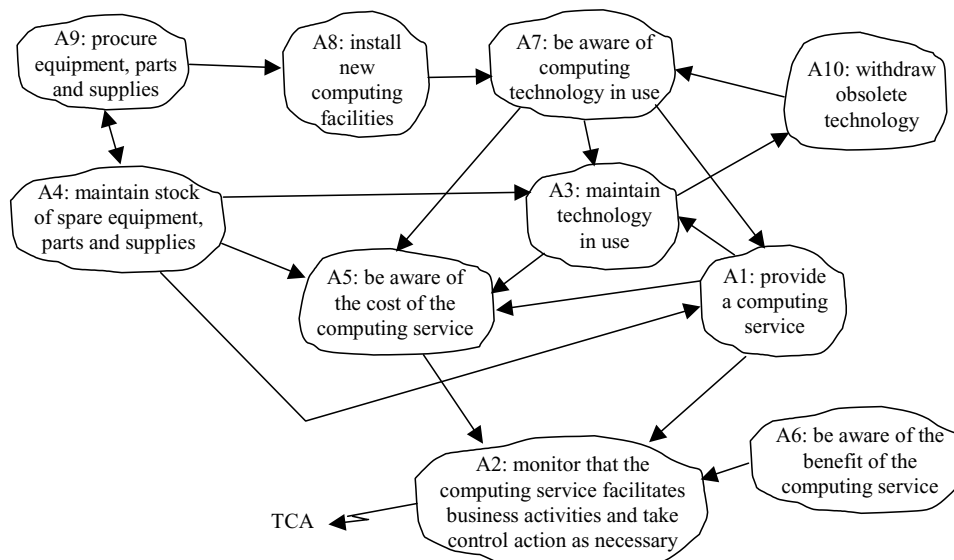 A9: procure
equipment, parts
and supplies
A8: install
new
computing
facilities
A7: be aware of
computing
technology in use
A10: withdraw
obsolete
technology
A4: maintain stock
of spare equipment,
parts and supplies
A3: maintain
technology
in use
A5: be aware of
the cost of the
computing service
A1: provide
a computing
service
A6: be aware of the
benefit of the
computing service
A2: monitor that the
computing service facilitates
business activities and take
control action as necessary
TCA